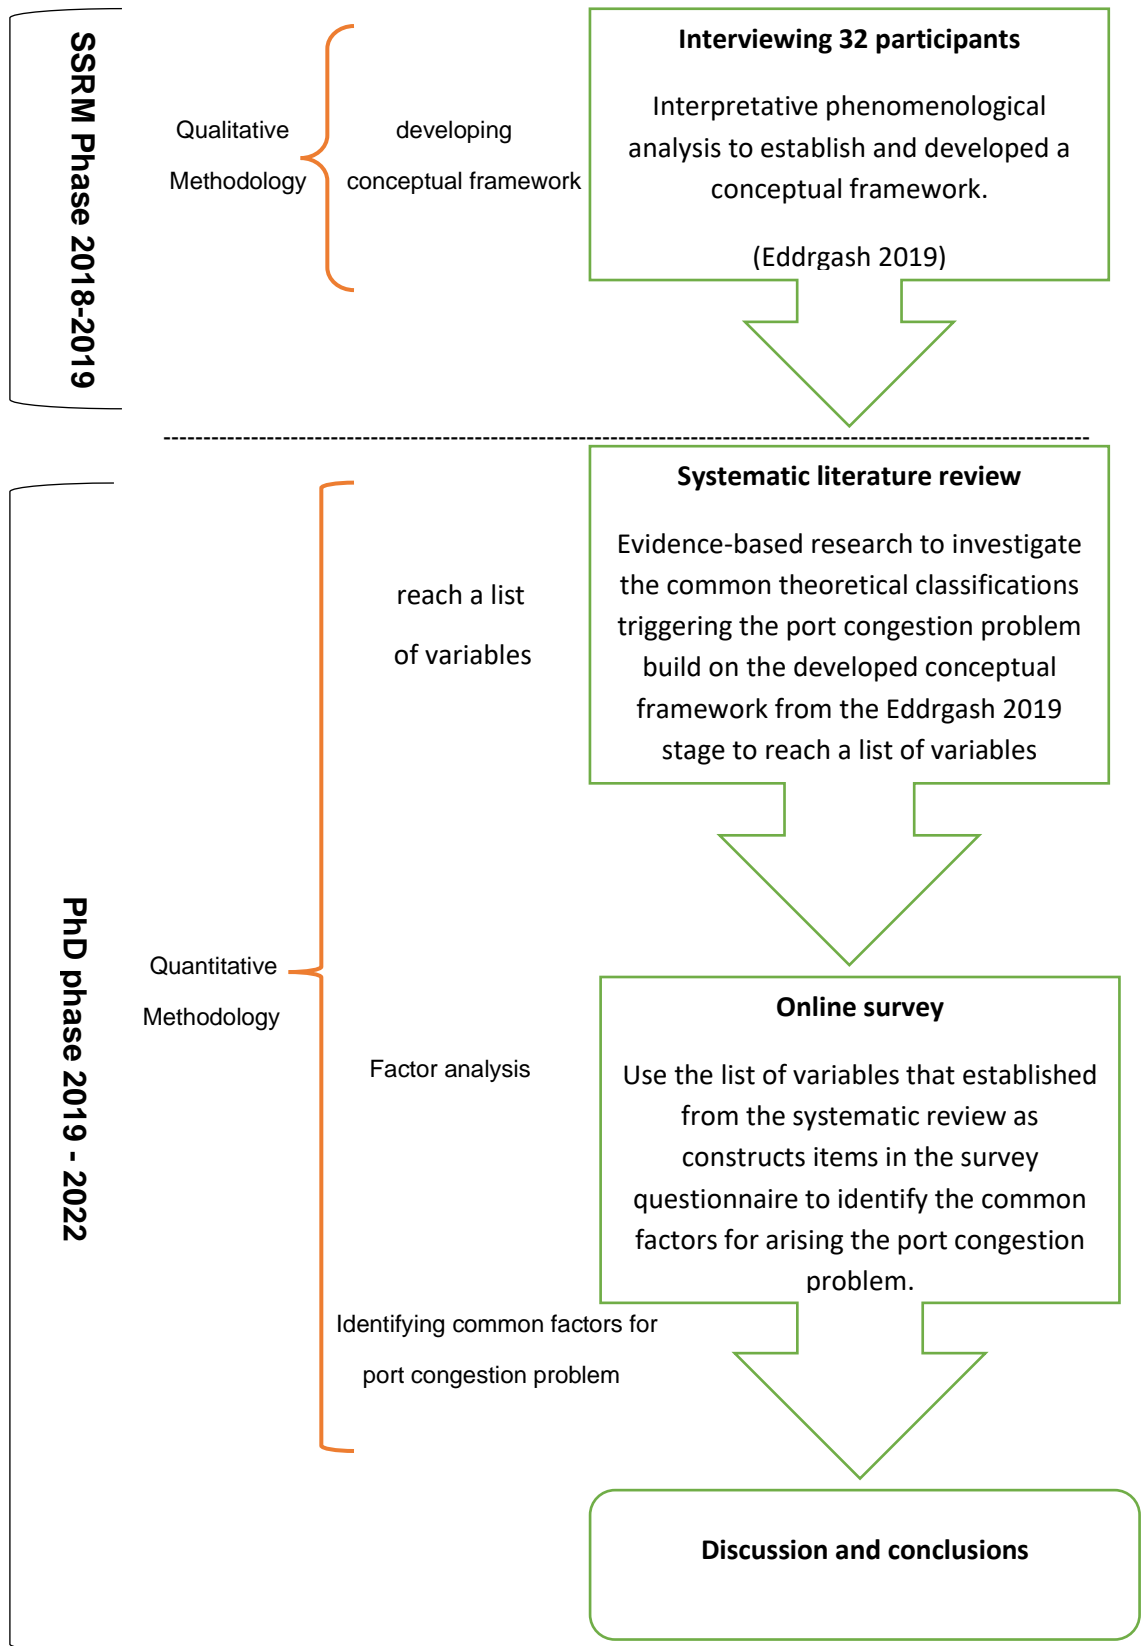 SSRM Phase 2018-2019
Qualitative
Methodology
developing
conceptual framework
Interviewing 32 participants
Interpretative phenomenological
analysis to establish and developed a
conceptual framework.
(Eddrgash 2019)
--------------------------------------------------------------------------------------------------------------------
PhD phase 2019 - 2022
Quantitative
Methodology
reach a list
of variables
Systematic literature review
Evidence-based research to investigate
the common theoretical classifications
triggering the port congestion problem
build on the developed conceptual
framework from the Eddrgash 2019
stage to reach a list of variables
Factor analysis
Online survey
Use the list of variables that established
from the systematic review as
constructs items in the survey
questionnaire to identify the common
factors for arising the port congestion
problem.
Identifying common factors for
port congestion problem
Discussion and conclusions